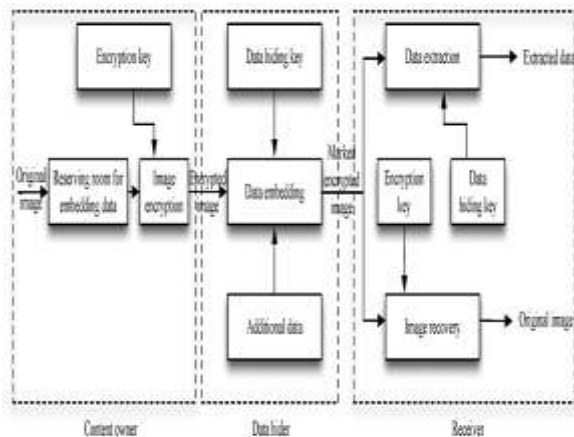 Encryption key
Data hiding key
Data extraction
Extracted data
Original
image
Reserving room for
embedding data
Image
encryption
Encrypted
image
Data embedding
Marked
encrypted
images
Encryption
key
Data
hiding key
Additional data
Image recovery
Original image
Content owner
Data hider
Receiver